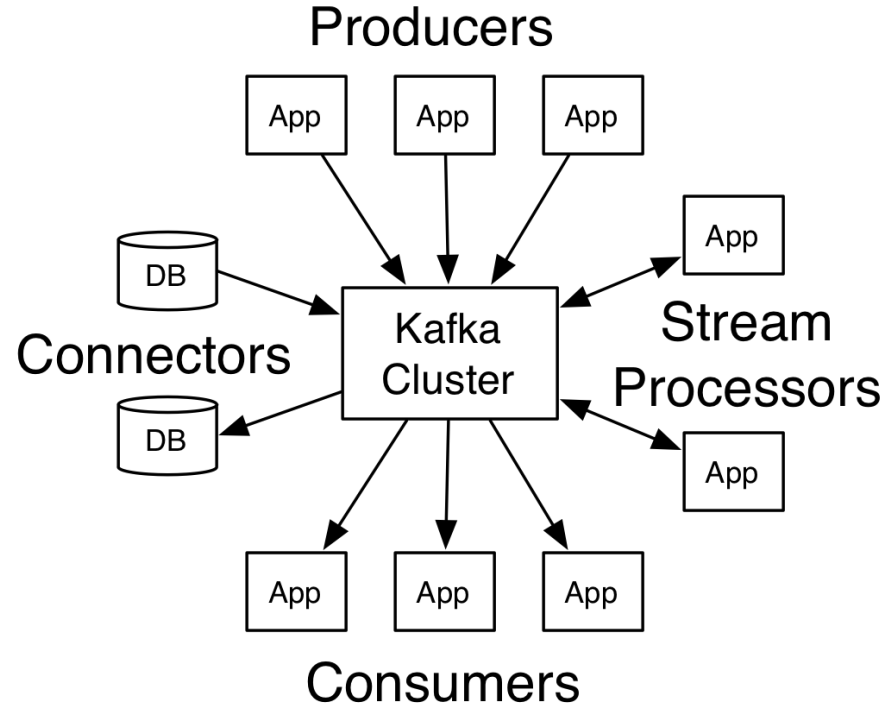 Producers
App
App
App
App
DB
Kafka
Cluster
Stream
Processors
Connectors
DB
App
App
App
App
Consumers